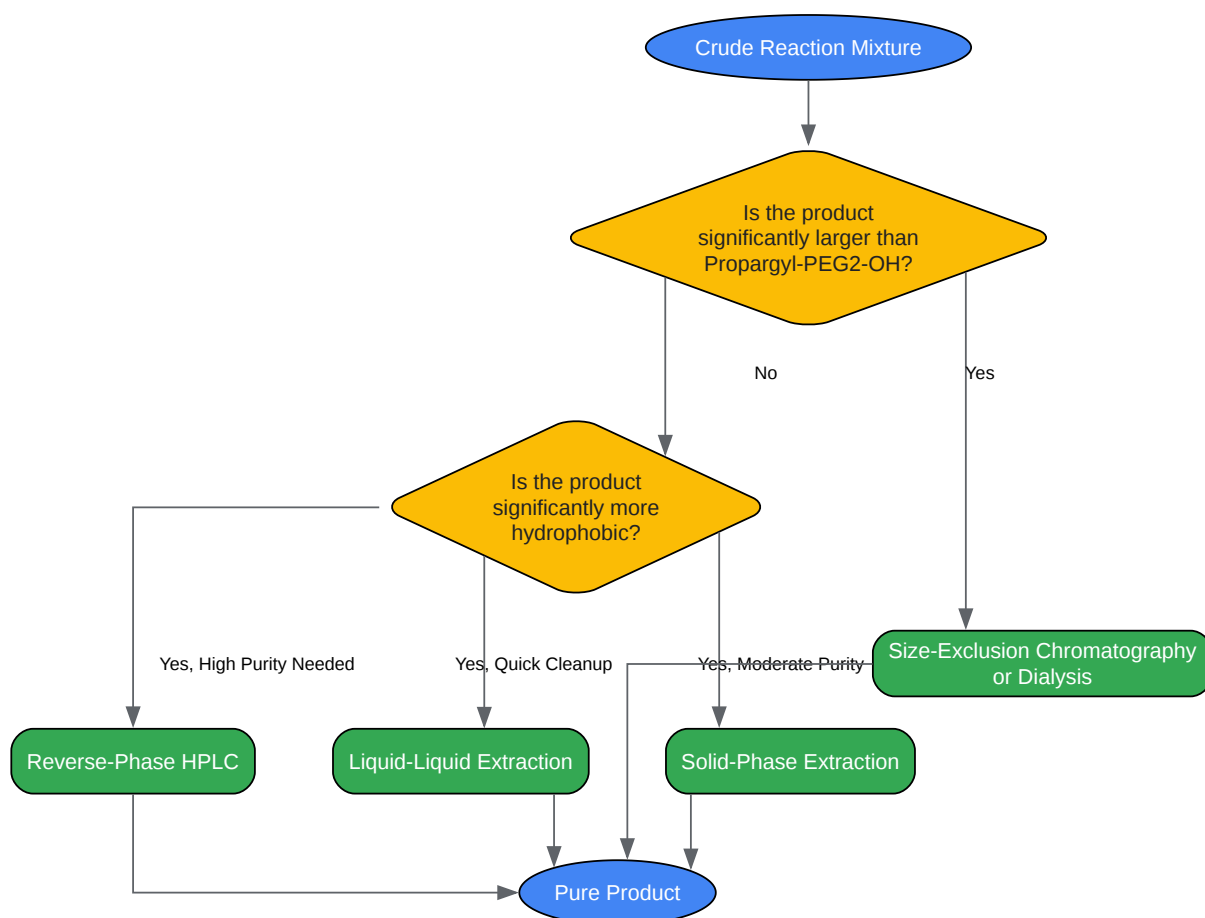 Crude Reaction Mixture
Is the product
significantly larger than
Propargyl-PEG2-OH?
No
Yes
Is the product
significantly more
hydrophobic?
Yes, High Purity Needed
Yes, Quick Cleanup
Yes, Moderate Purity
Size-Exclusion Chromatography
or Dialysis
Reverse-Phase HPLC
Liquid-Liquid Extraction
Solid-Phase Extraction
Pure Product